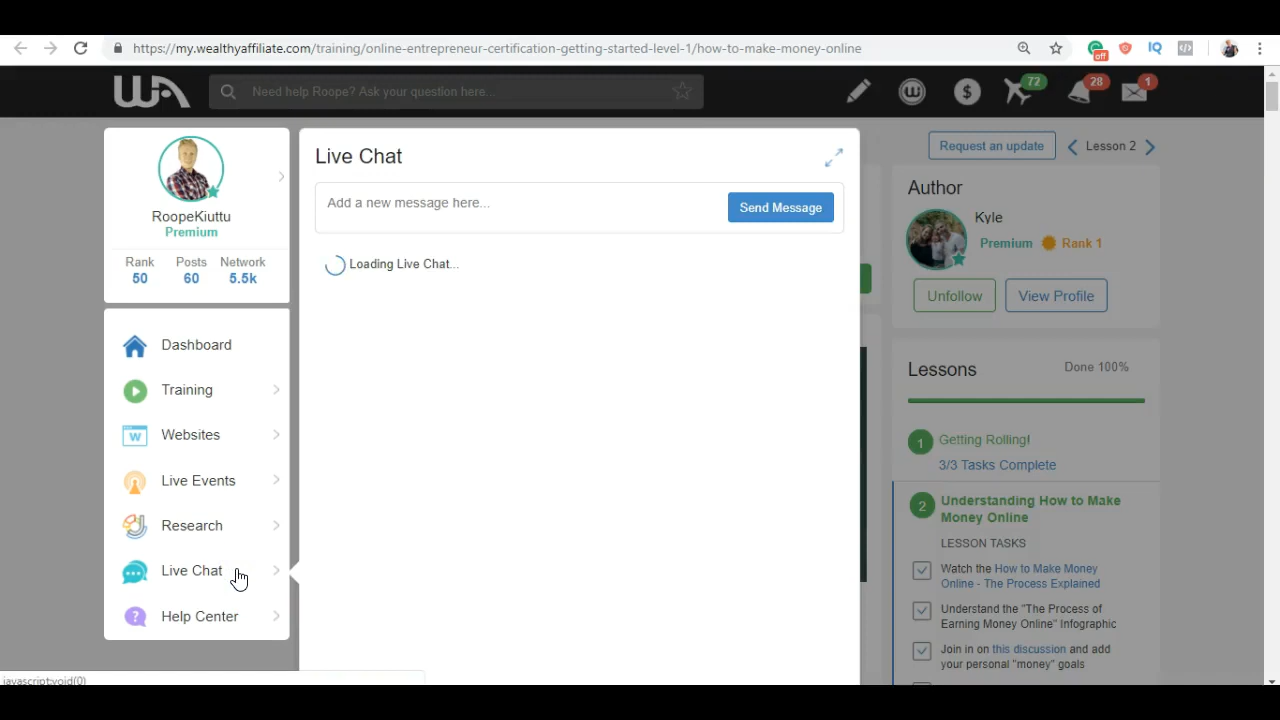 https://my.wealthyaffiliate.com/training/online-entrepreneur-certification-getting-started-level-1/how-to-make-money-online
off
IQ
WA
Need help Roope? Ask your question here...
W
$
72
28
1
RoopeKiuttu
Premium
Rank
Posts
Network
50
60
5.5k
Dashboard
Training
W
Websites
Live Events
Research
Live Chat
?
Help Center
Live Chat
Add a new message here...
Send Message
Loading Live Chat...
Request an update
Lesson 2
Author
Kyle
Premium
Rank 1
Unfollow
View Profile
Lessons
Done 100%
1
Getting Rolling!
3/3 Tasks Complete
2
Understanding How to Make
Money Online
LESSON TASKS
Watch the How to Make Money
Online - The Process Explained
Understand the "The Process of
Earning Money Online" Infographic
Join in on this discussion and add
your personal "money" goals
javascript:void(0)